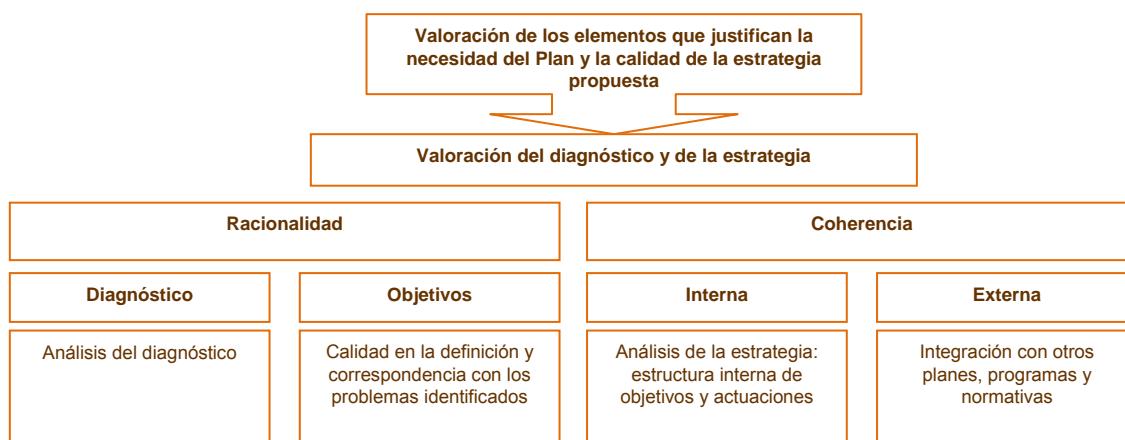 Valoración de los elementos que justifican la
necesidad del Plan y la calidad de la estrategia
propuesta
Valoración del diagnóstico y de la estrategia
Racionalidad
Coherencia
Diagnóstico
Objetivos
Interna
Externa
Análisis del diagnóstico
Calidad en la definición y
correspondencia con los
problemas identificados
Análisis de la estrategia:
estructura interna de
objetivos y actuaciones
Integración con otros
planes, programas y
normativas